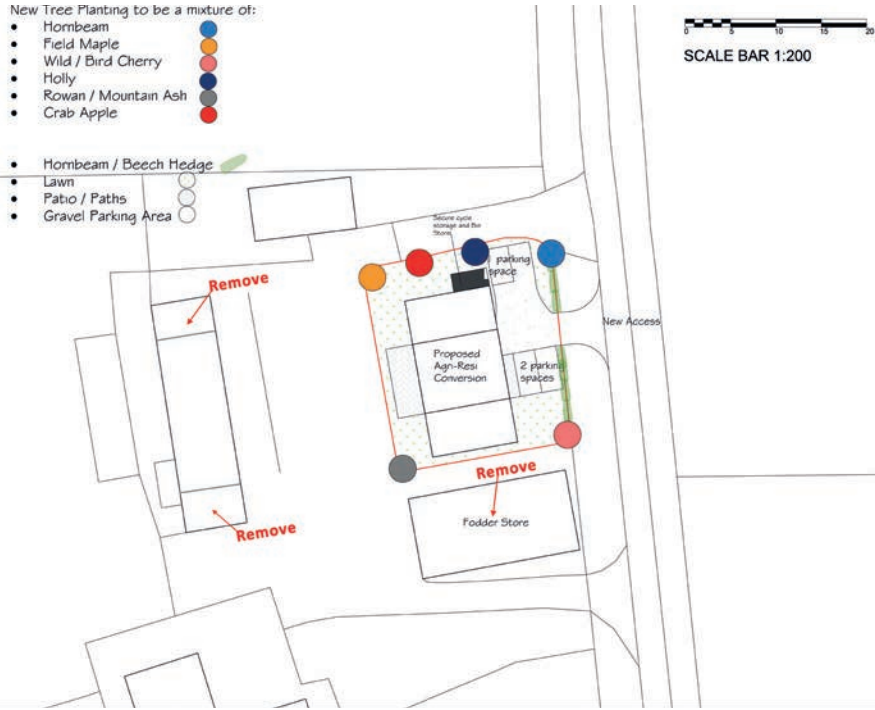 New Tree Planting to be a mixture of:
• Hornbeam
• Field Maple
• Wild / Bird Cherry
• Holly
• Rowan / Mountain Ash
• Crab Apple
• Hornbeam / Beech Hedge
• Lawn
• Patio / Paths
• Gravel Parking Area
0 5 10 15 20
SCALE BAR 1:200
Secure cycle
storage and Bin
Store
parking
space
Remove
New Access
Proposed
Agri-Resi
Conversion
2 parking
spaces
Remove
Fodder Store
Remove